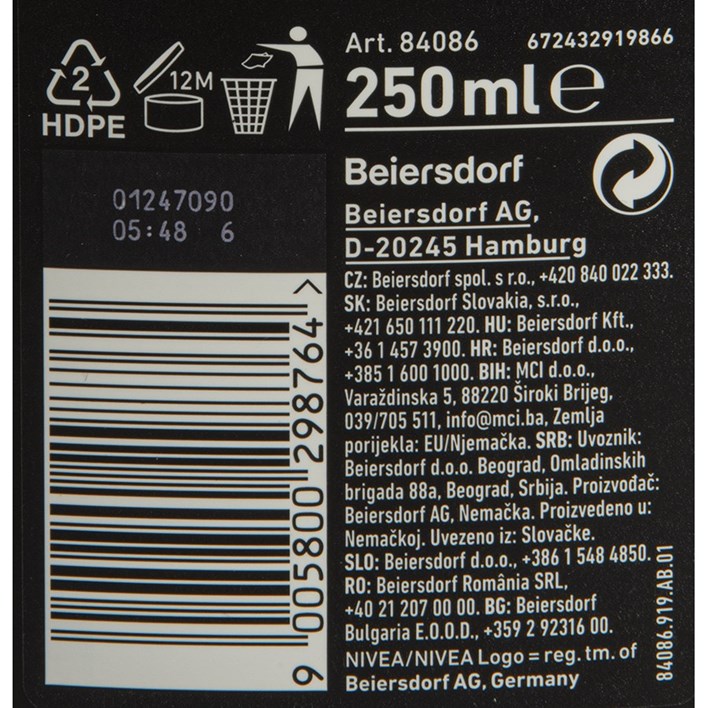 2
HDPE
12M
Art. 84086 672432919866
250 ml e
01247090
05:48 6
9 005800 298764 >
Beiersdorf
Beiersdorf AG,
D-20245 Hamburg
CZ: Beiersdorf spol. s r.o., +420 840 022 333.
SK: Beiersdorf Slovakia, s.r.o.,
+421 650 111 220. HU: Beiersdorf Kft.,
+36 1 457 3900. HR: Beiersdorf d.o.o.,
+385 1 600 1000. BIH: MCI d.o.o.,
Varaždinska 5, 88220 Široki Brijeg,
039/705 511, info@mci.ba, Zemlja
porijekla: EU/Njemačka. SRB: Uvoznik:
Beiersdorf d.o.o. Beograd, Omladinskih
brigada 88a, Beograd, Srbija. Proizvođač:
Beiersdorf AG, Nemačka. Proizvedeno u:
Nemačkoj. Uvezeno iz: Slovačke.
SLO: Beiersdorf d.o.o., +386 1 548 4850.
RO: Beiersdorf România SRL,
+40 21 207 00 00. BG: Beiersdorf
Bulgaria E.O.O.D., +359 2 92316 00.
NIVEA/NIVEA Logo = reg. tm. of
Beiersdorf AG, Germany
84086.919.AB.01